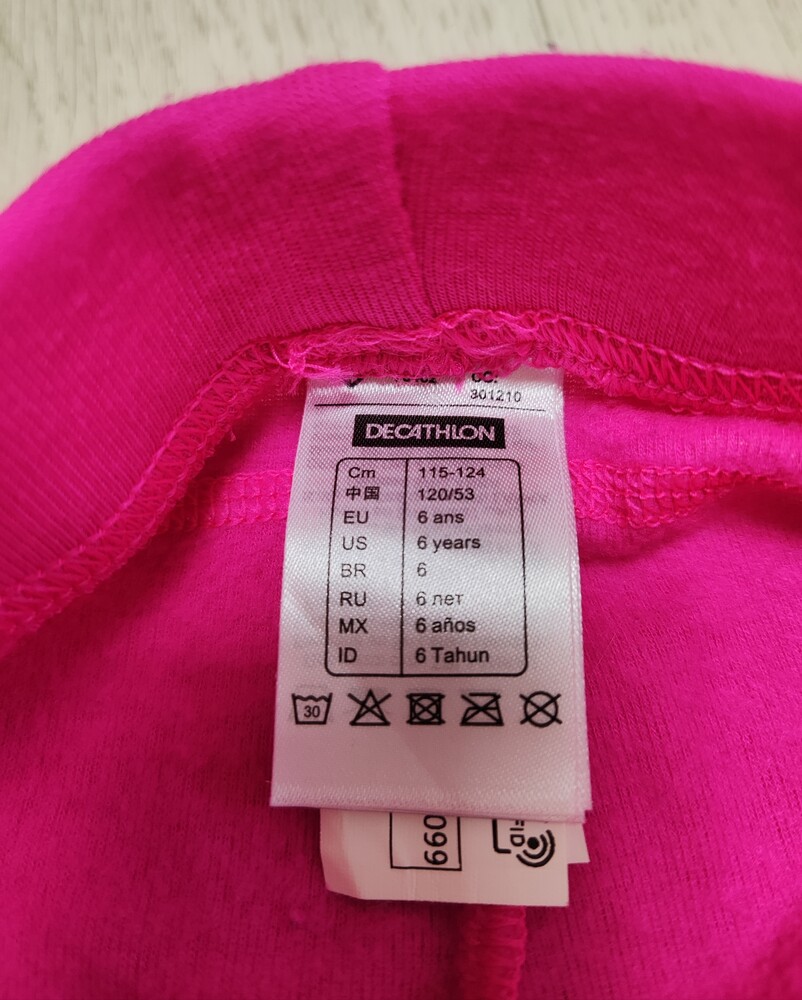 CC:
301210
DECATHLON
Cm 115-124
中国 120/53
EU 6 ans
US 6 years
BR 6
RU 6 лет
MX 6 años
ID 6 Tahun
30
099